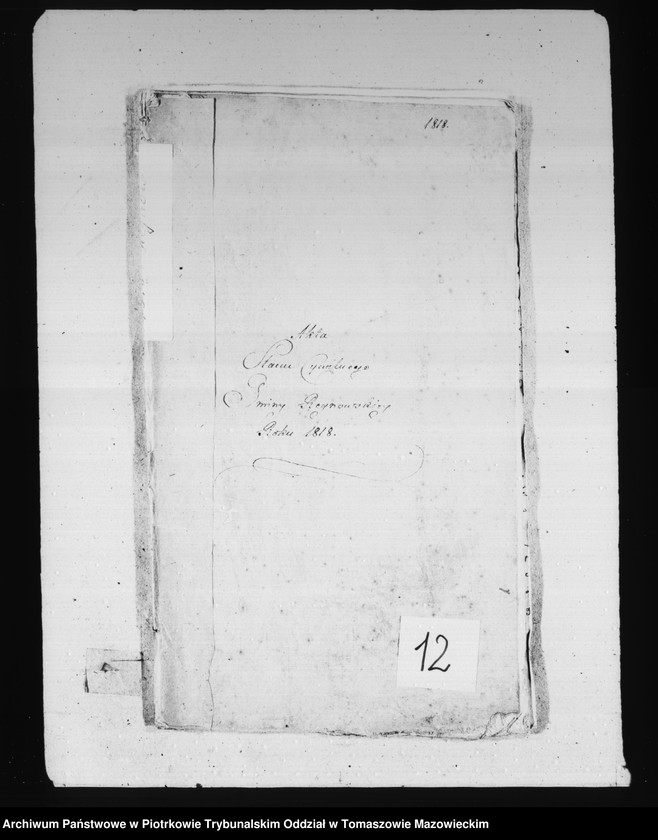 1818.
Akta
Stanu Cywilnego
Gminy
Roku 1818.
12
Archiwum Państwowe w Piotrkowie Trybunalskim Oddział w Tomaszowie Mazowieckim